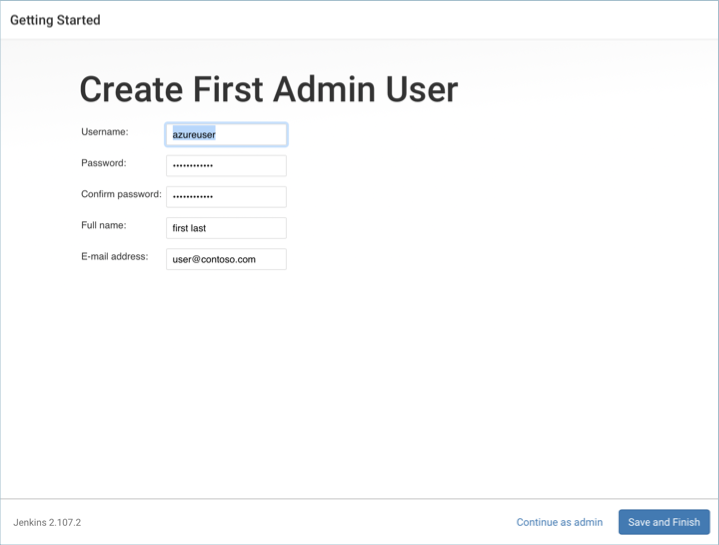 Getting Started
Create First Admin User
Username: azureuser
Password: ••••••••••••
Confirm password: ••••••••••••
Full name: first last
E-mail address: user@contoso.com
Jenkins 2.107.2 Continue as admin Save and Finish